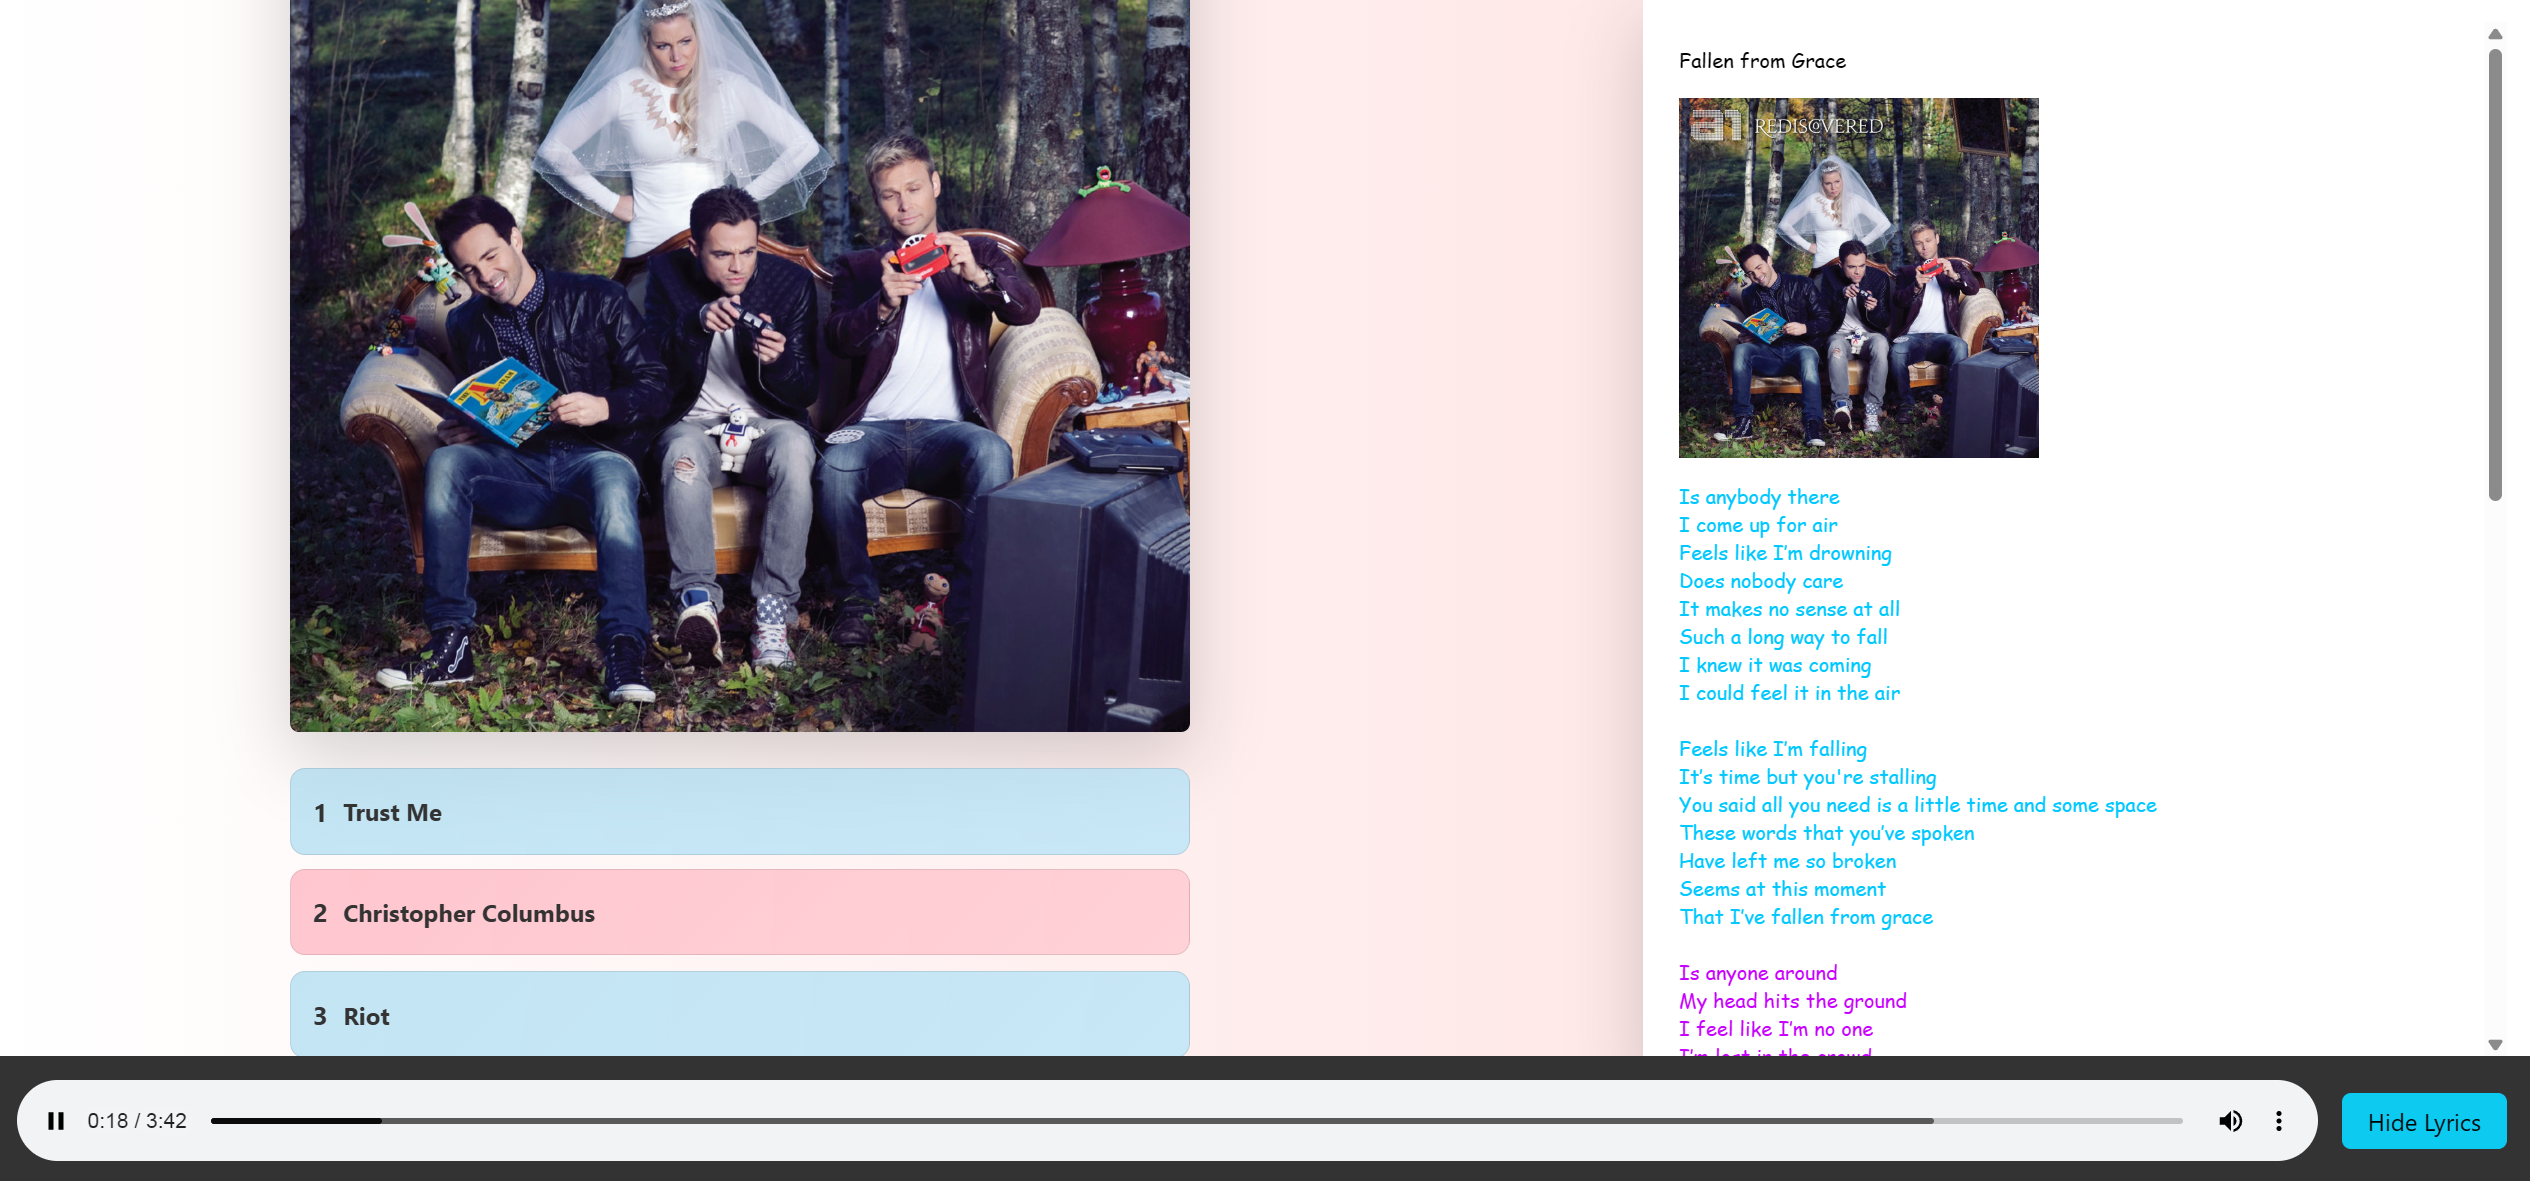 Fallen from Grace
a1 REDISCOVERED
Is anybody there
I come up for air
Feels like I’m drowning
Does nobody care
It makes no sense at all
Such a long way to fall
I knew it was coming
I could feel it in the air
Feels like I’m falling
It’s time but you're stalling
You said all you need is a little time and some space
These words that you’ve spoken
Have left me so broken
Seems at this moment
That I’ve fallen from grace
Is anyone around
My head hits the ground
I feel like I’m no one
I’m lost in the crowd
1 Trust Me
2 Christopher Columbus
3 Riot
0:18 / 3:42
Hide Lyrics